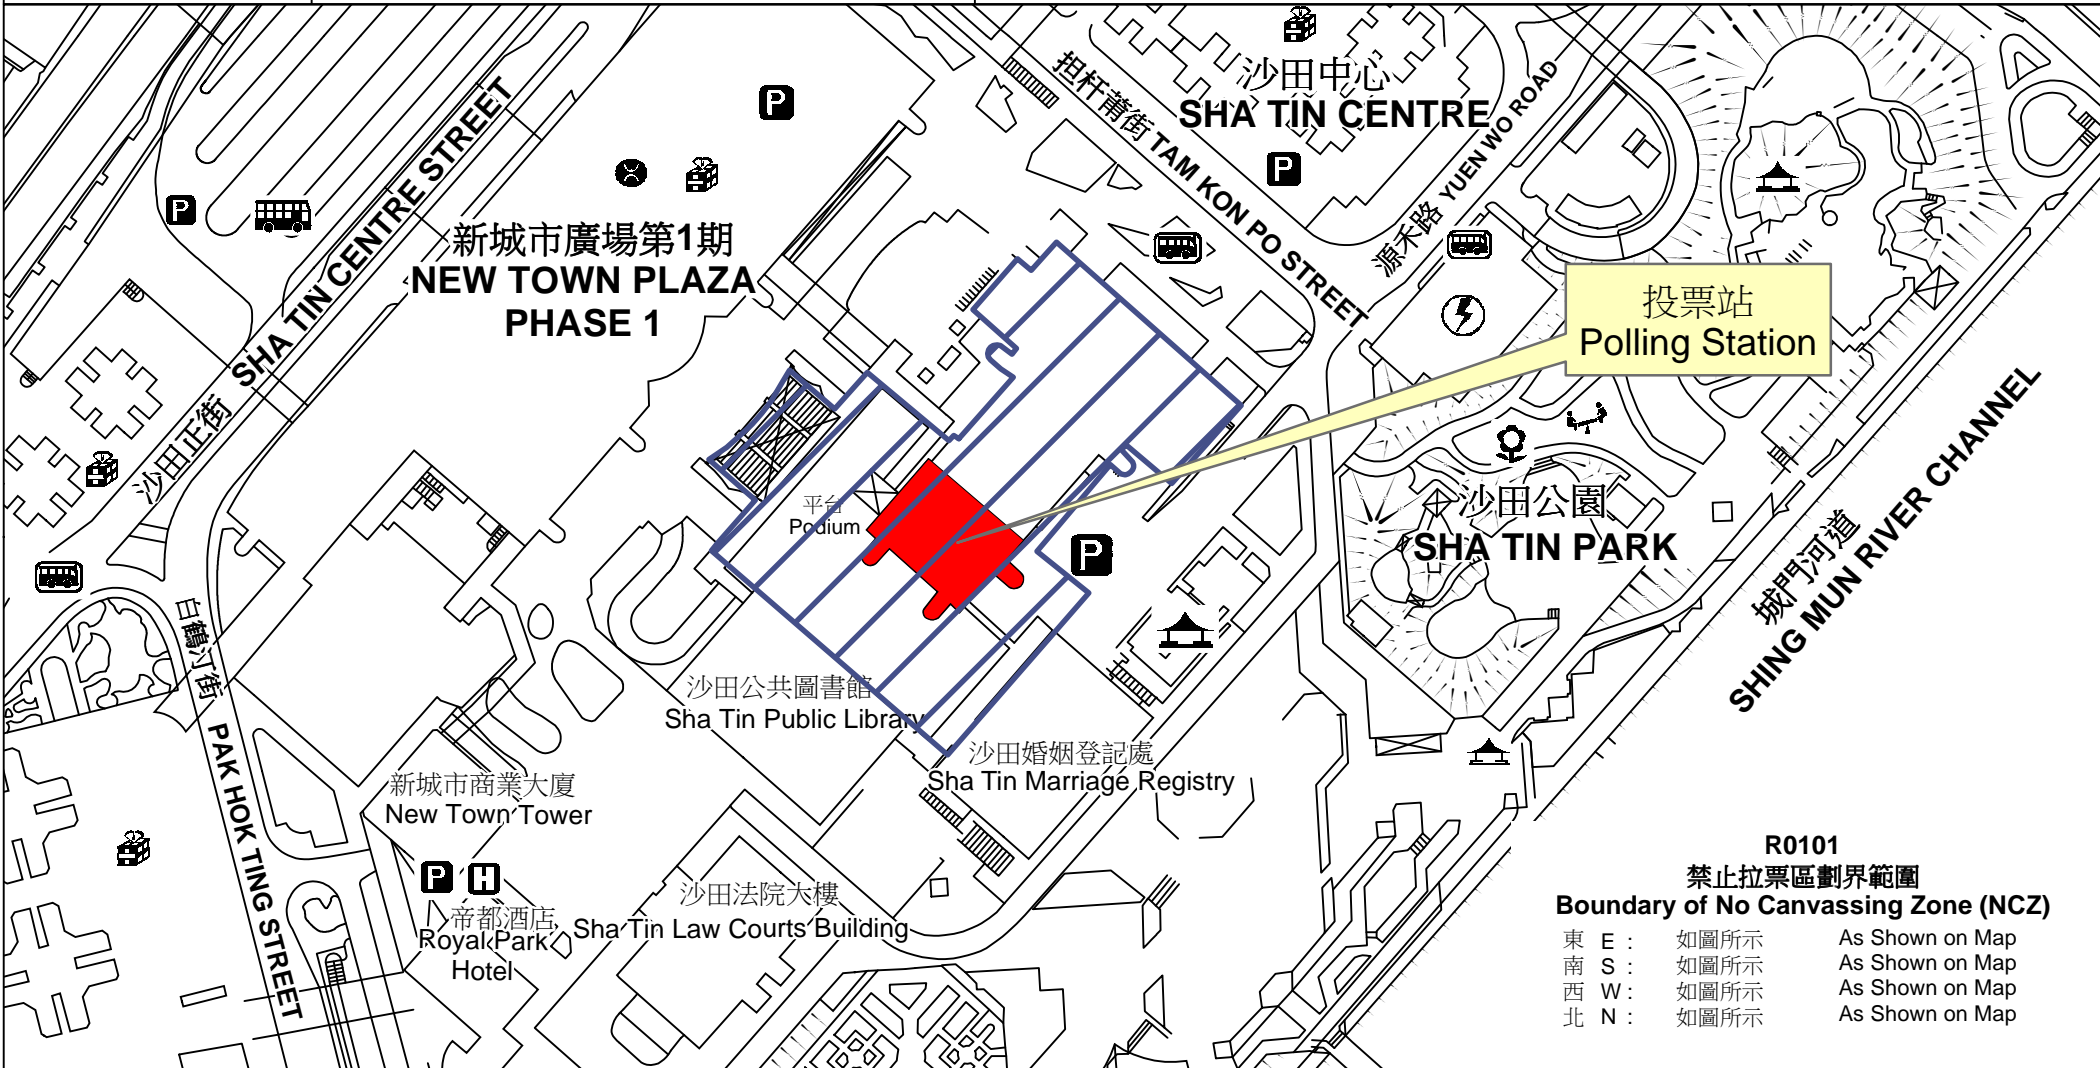 沙田中心
SHA TIN CENTRE
担杆莆街 TAM KON PO STREET
源禾路 YUEN WO ROAD
P
P
P
P
P
H
沙田正街 SHA TIN CENTRE STREET
新城市廣場第1期
NEW TOWN PLAZA
PHASE 1
投票站
Polling Station
平台
Podium
沙田公園
SHA TIN PARK
城門河道
SHING MUN RIVER CHANNEL
白鶴汀街 PAK HOK TING STREET
沙田公共圖書館
Sha Tin Public Library
沙田婚姻登記處
Sha Tin Marriage Registry
新城市商業大廈
New Town Tower
帝都酒店
Royal Park
Hotel
沙田法院大樓
Sha Tin Law Courts Building
R0101
禁止拉票區劃界範圍
Boundary of No Canvassing Zone (NCZ)
東 E : 如圖所示 As Shown on Map
南 S : 如圖所示 As Shown on Map
西 W : 如圖所示 As Shown on Map
北 N : 如圖所示 As Shown on Map